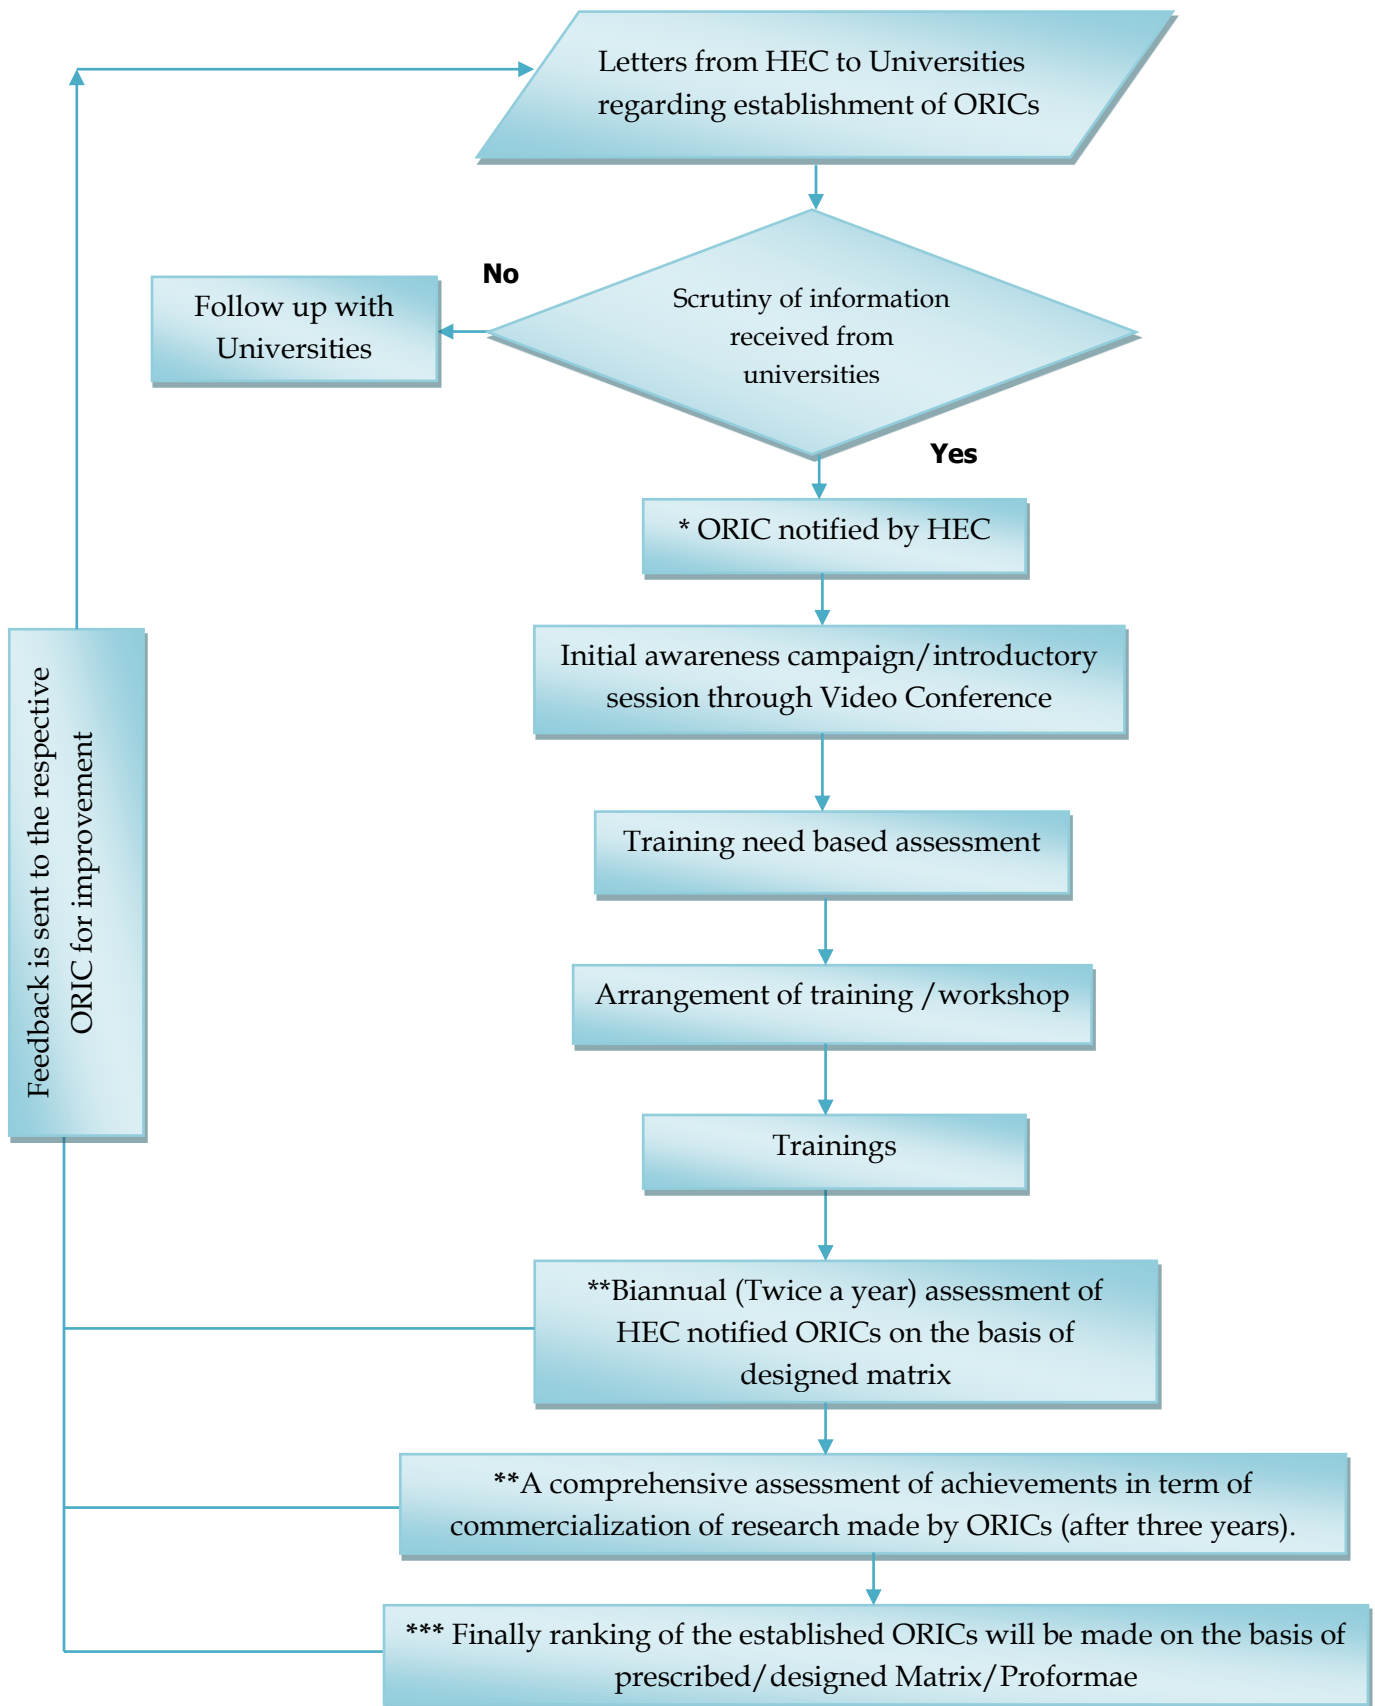 Letters from HEC to Universities
regarding establishment of ORICs
No
Follow up with
Universities
Scrutiny of information
received from
universities
Yes
* ORIC notified by HEC
Initial awareness campaign/introductory
session through Video Conference
Feedback is sent to the respective
ORIC for improvement
Training need based assessment
Arrangement of training /workshop
Trainings
**Biannual (Twice a year) assessment of
HEC notified ORICs on the basis of
designed matrix
**A comprehensive assessment of achievements in term of
commercialization of research made by ORICs (after three years).
*** Finally ranking of the established ORICs will be made on the basis of
prescribed/designed Matrix/Proformae